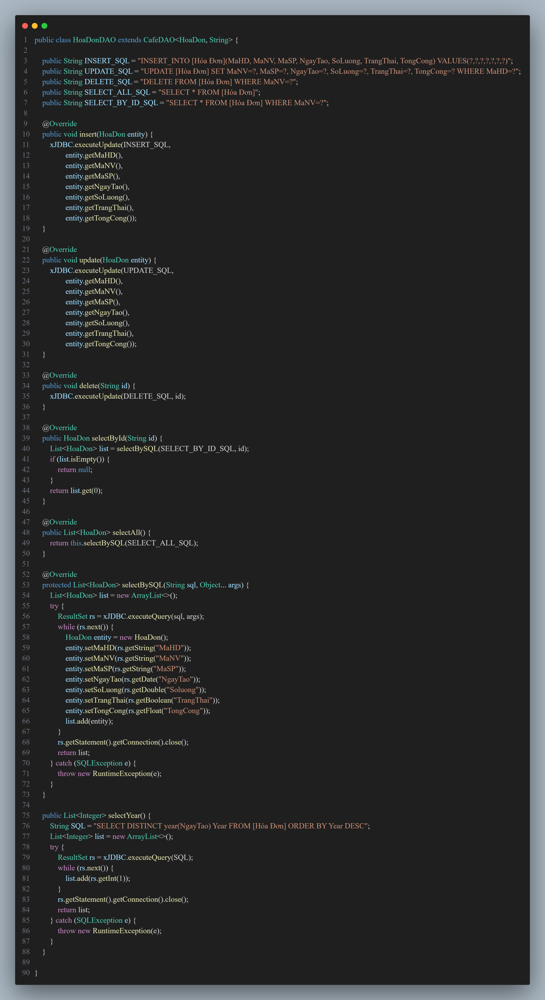 1 public class HoaDonDAO extends CafeDAO<HoaDon, String> {
2
3 public String INSERT_SQL = "INSERT_INTO [Hóa Đơn](MaHD, MaNV, MaSP, NgayTao, SoLuong, TrangThai, TongCong) VALUES(?,?,?,?,?,?,?)";
4 public String UPDATE_SQL = "UPDATE [Hóa Đơn] SET MaNV=?, MaSP=?, NgayTao=?, SoLuong=?, TrangThai=?, TongCong=? WHERE MaHD=?";
5 public String DELETE_SQL = "DELETE FROM [Hóa Đơn] WHERE MaNV=?";
6 public String SELECT_ALL_SQL = "SELECT * FROM [Hóa Đơn]";
7 public String SELECT_BY_ID_SQL = "SELECT * FROM [Hóa Đơn] WHERE MaNV=?";
8
9 @Override
10 public void insert(HoaDon entity) {
11 xJDBC.executeUpdate(INSERT_SQL,
12 entity.getMaHD(),
13 entity.getMaNV(),
14 entity.getMaSP(),
15 entity.getNgayTao(),
16 entity.getSoLuong(),
17 entity.getTrangThai(),
18 entity.getTongCong());
19 }
20
21 @Override
22 public void update(HoaDon entity) {
23 xJDBC.executeUpdate(UPDATE_SQL,
24 entity.getMaHD(),
25 entity.getMaNV(),
26 entity.getMaSP(),
27 entity.getNgayTao(),
28 entity.getSoLuong(),
29 entity.getTrangThai(),
30 entity.getTongCong());
31 }
32
33 @Override
34 public void delete(String id) {
35 xJDBC.executeUpdate(DELETE_SQL, id);
36 }
37
38 @Override
39 public HoaDon selectById(String id) {
40 List<HoaDon> list = selectBySQL(SELECT_BY_ID_SQL, id);
41 if (list.isEmpty()) {
42 return null;
43 }
44 return list.get(0);
45 }
46
47 @Override
48 public List<HoaDon> selectAll() {
49 return this.selectBySQL(SELECT_ALL_SQL);
50 }
51
52 @Override
53 protected List<HoaDon> selectBySQL(String sql, Object... args) {
54 List<HoaDon> list = new ArrayList<>();
55 try {
56 ResultSet rs = xJDBC.executeQuery(sql, args);
57 while (rs.next()) {
58 HoaDon entity = new HoaDon();
59 entity.setMaHD(rs.getString("MaHD"));
60 entity.setMaNV(rs.getString("MaNV"));
61 entity.setMaSP(rs.getString("MaSP"));
62 entity.setNgayTao(rs.getDate("NgayTao"));
63 entity.setSoLuong(rs.getDouble("Soluong"));
64 entity.setTrangThai(rs.getBoolean("TrangThai"));
65 entity.setTongCong(rs.getFloat("TongCong"));
66 list.add(entity);
67 }
68 rs.getStatement().getConnection().close();
69 return list;
70 } catch (SQLException e) {
71 throw new RuntimeException(e);
72 }
73 }
74
75 public List<Integer> selectYear() {
76 String SQL = "SELECT DISTINCT year(NgayTao) Year FROM [Hóa Đơn] ORDER BY Year DESC";
77 List<Integer> list = new ArrayList<>();
78 try {
79 ResultSet rs = xJDBC.executeQuery(SQL);
80 while (rs.next()) {
81 list.add(rs.getInt(1));
82 }
83 rs.getStatement().getConnection().close();
84 return list;
85 } catch (SQLException e) {
86 throw new RuntimeException(e);
87 }
88 }
89
90 }